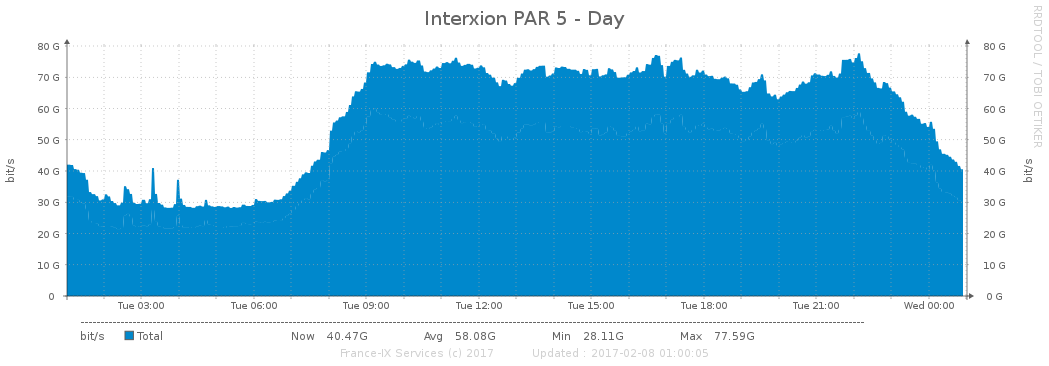 Interxion PAR 5 - Day
RRDTOOL / TOBI OETIKER
bit/s
80 G
70 G
60 G
50 G
40 G
30 G
20 G
10 G
0
80 G
70 G
60 G
50 G
40 G
30 G
20 G
10 G
0 G
bit/s
Tue 03:00 Tue 06:00 Tue 09:00 Tue 12:00 Tue 15:00 Tue 18:00 Tue 21:00 Wed 00:00
bit/s Total Now 40.47G Avg 58.08G Min 28.11G Max 77.59G
France-IX Services (c) 2017 Updated : 2017-02-08 01:00:05